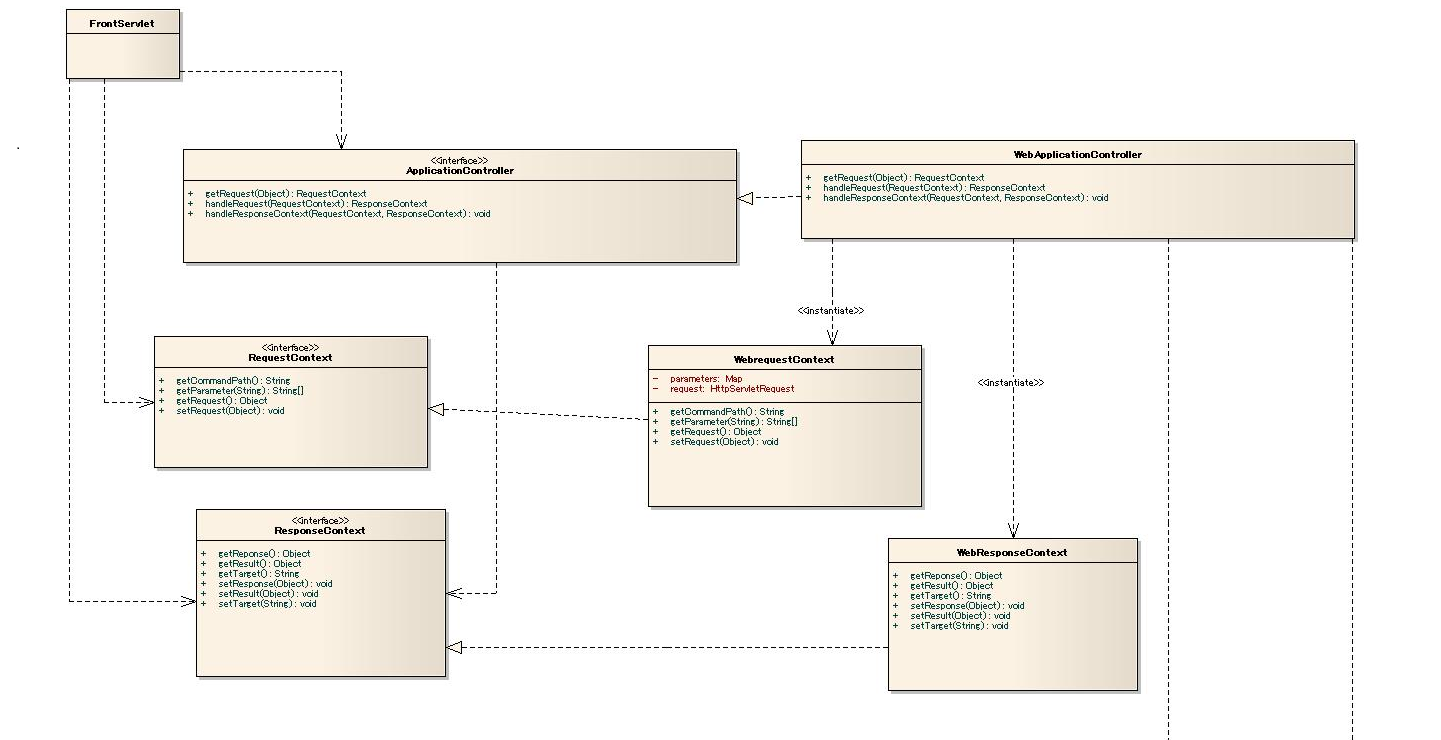 FrontServlet
<<interface>>
ApplicationController
+ getRequest(Object) : RequestContext
+ handleRequest(RequestContext) : ResponseContext
+ handleResponseContext(RequestContext, ResponseContext) : void
WebApplicationController
+ getRequest(Object) : RequestContext
+ handleRequest(RequestContext) : ResponseContext
+ handleResponseContext(RequestContext, ResponseContext) : void
<<instantiate>>
<<interface>>
RequestContext
+ getCommandPath() : String
+ getParameter(String) : String[]
+ getRequest() : Object
+ setRequest(Object) : void
WebrequestContext
- parameters: Map
- request: HttpServletRequest
+ getCommandPath() : String
+ getParameter(String) : String[]
+ getRequest() : Object
+ setRequest(Object) : void
<<instantiate>>
<<interface>>
ResponseContext
+ getReponse() : Object
+ getResult() : Object
+ getTarget() : String
+ setResponse(Object) : void
+ setResult(Object) : void
+ setTarget(String) : void
WebResponseContext
+ getReponse() : Object
+ getResult() : Object
+ getTarget() : String
+ setResponse(Object) : void
+ setResult(Object) : void
+ setTarget(String) : void